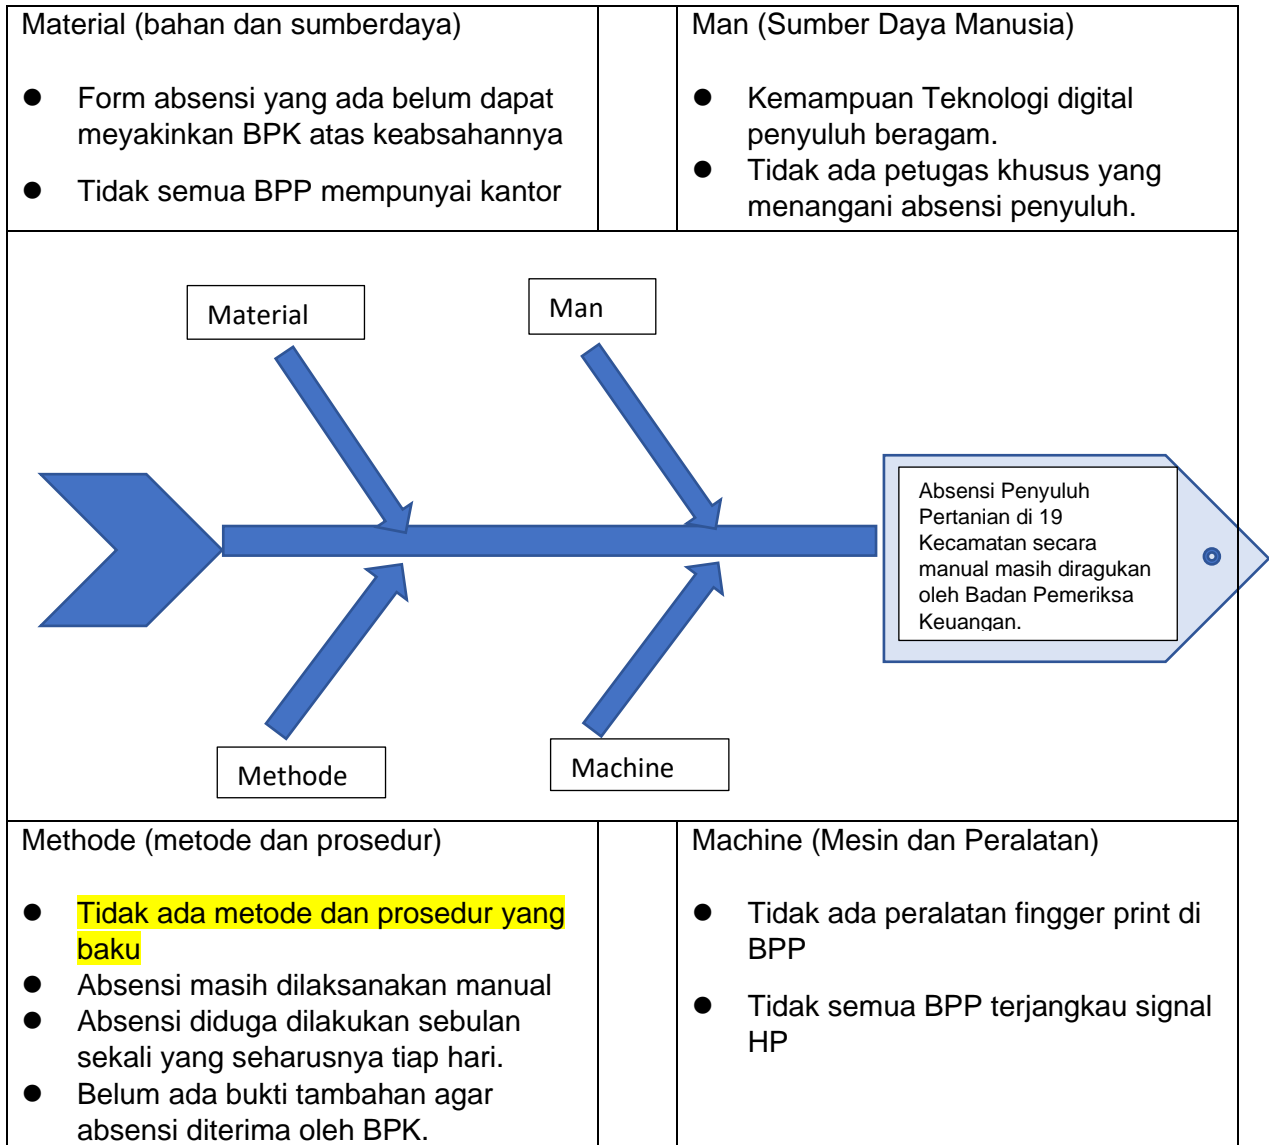 Material (bahan dan sumberdaya)
● Form absensi yang ada belum dapat
meyakinkan BPK atas keabsahannya
● Tidak semua BPP mempunyai kantor
Man (Sumber Daya Manusia)
● Kemampuan Teknologi digital
penyuluh beragam.
● Tidak ada petugas khusus yang
menangani absensi penyuluh.
Material
Man
Absensi Penyuluh
Pertanian di 19
Kecamatan secara
manual masih diragukan
oleh Badan Pemeriksa
Keuangan.
Methode
Machine
Methode (metode dan prosedur)
● Tidak ada metode dan prosedur yang
baku
● Absensi masih dilaksanakan manual
● Absensi diduga dilakukan sebulan
sekali yang seharusnya tiap hari.
● Belum ada bukti tambahan agar
absensi diterima oleh BPK.
Machine (Mesin dan Peralatan)
● Tidak ada peralatan fingger print di
BPP
● Tidak semua BPP terjangkau signal
HP